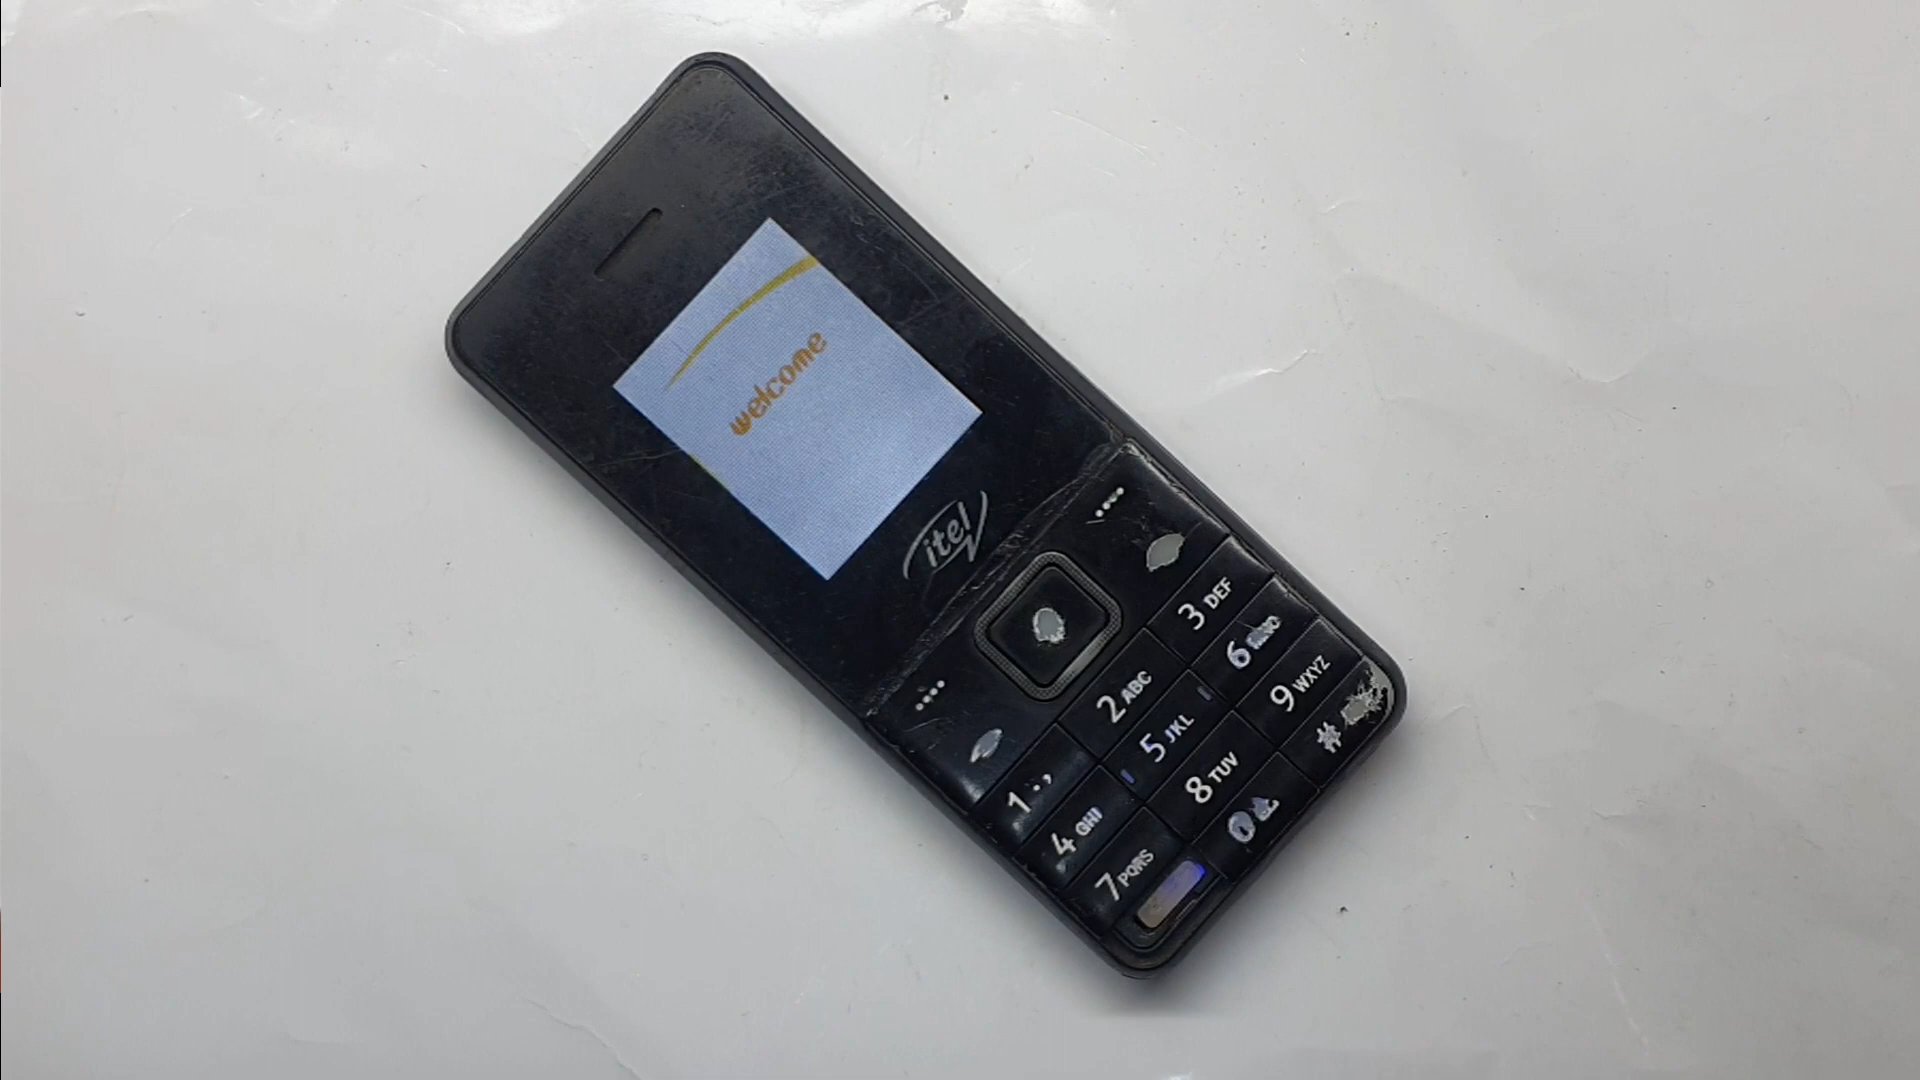 welcome
itel
1 . ,
2 ABC
3 DEF
4 GHI
5 JKL
6
7 PQRS
8 TUV
9 WXYZ
0
#